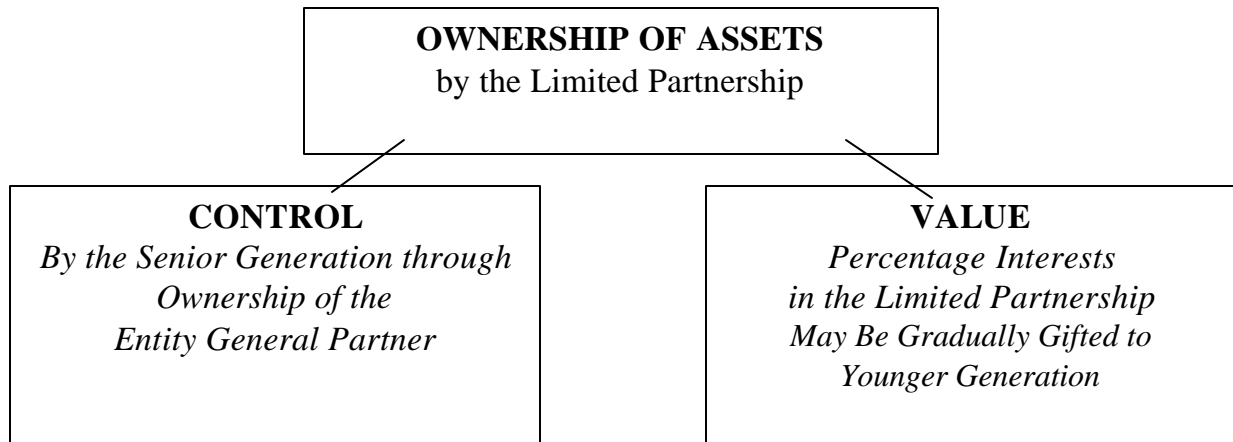 OWNERSHIP OF ASSETS
by the Limited Partnership
CONTROL
By the Senior Generation through
Ownership of the
Entity General Partner
VALUE
Percentage Interests
in the Limited Partnership
May Be Gradually Gifted to
Younger Generation